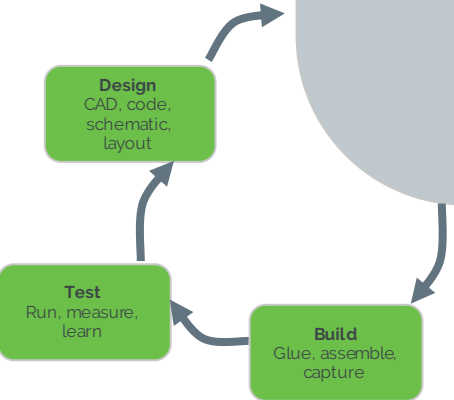 Design
CAD, code,
schematic,
layout
Test
Run, measure,
learn
Build
Glue, assemble,
capture